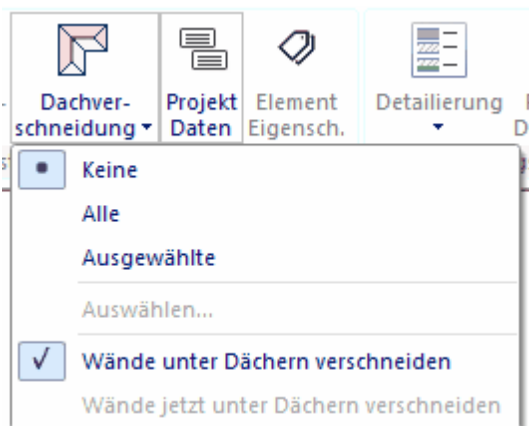 Dachver-
schneidung
Projekt
Daten
Element
Eigensch.
Detailierung
Keine
Alle
Ausgewählte
Auswählen...
Wände unter Dächern verschneiden
Wände jetzt unter Dächern verschneiden